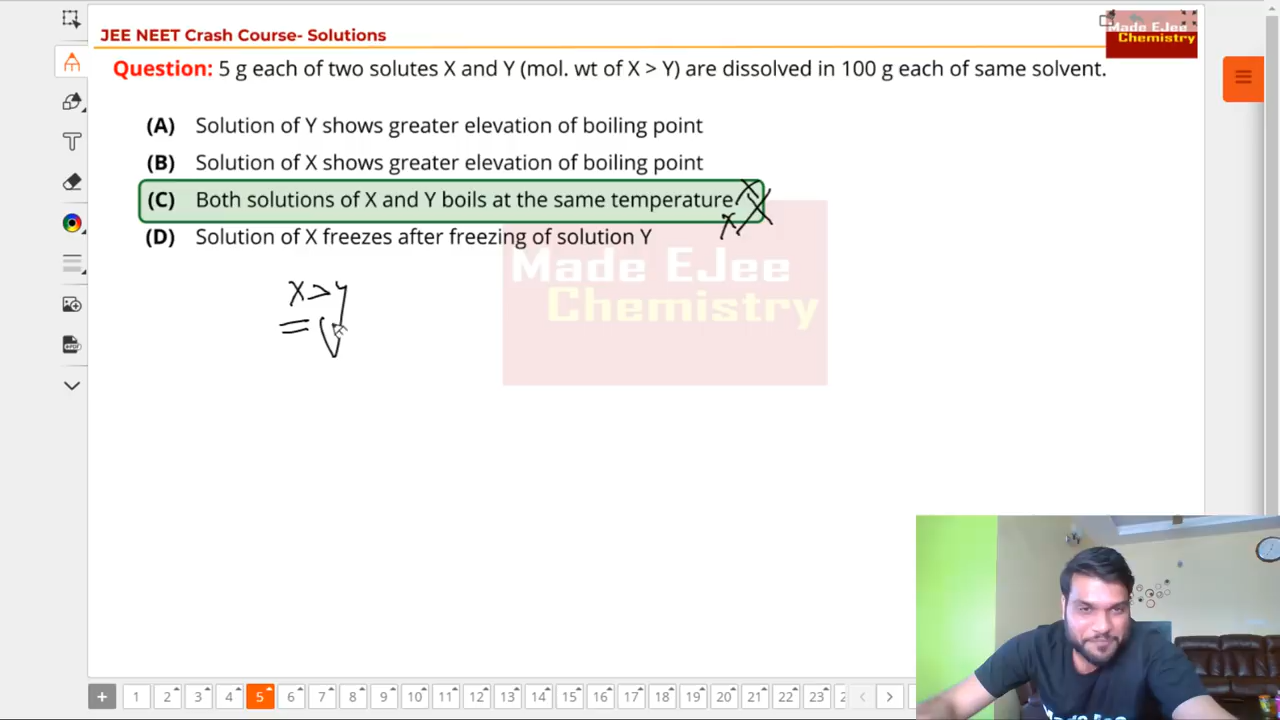 JEE NEET Crash Course- Solutions
Made EJee
Chemistry
Question: 5 g each of two solutes X and Y (mol. wt of X > Y) are dissolved in 100 g each of same solvent.
(A) Solution of Y shows greater elevation of boiling point
(B) Solution of X shows greater elevation of boiling point
(C) Both solutions of X and Y boils at the same temperature
(D) Solution of X freezes after freezing of solution Y
Made EJee
Chemistry
X > Y
=
Made EJee
+ 1 2 3 4 5 6 7 8 9 10 11 12 13 14 15 16 17 18 19 20 21 22 23 2